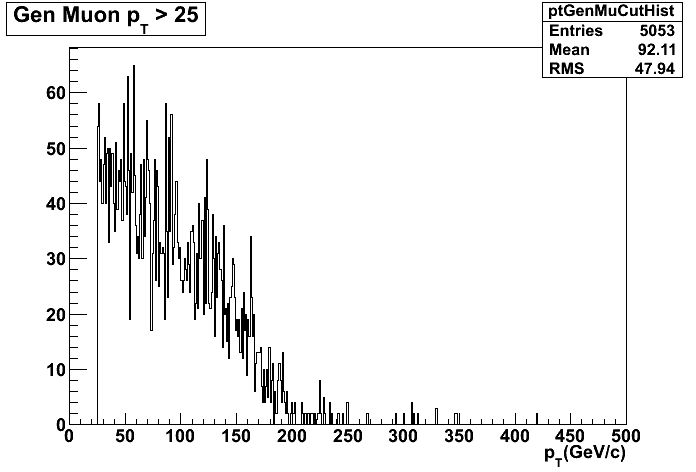 Gen Muon p_T > 25
ptGenMuCutHist
Entries 5053
Mean 92.11
RMS 47.94
60
50
40
30
20
10
0
0 50 100 150 200 250 300 350 400 450 500
p_T(GeV/c)